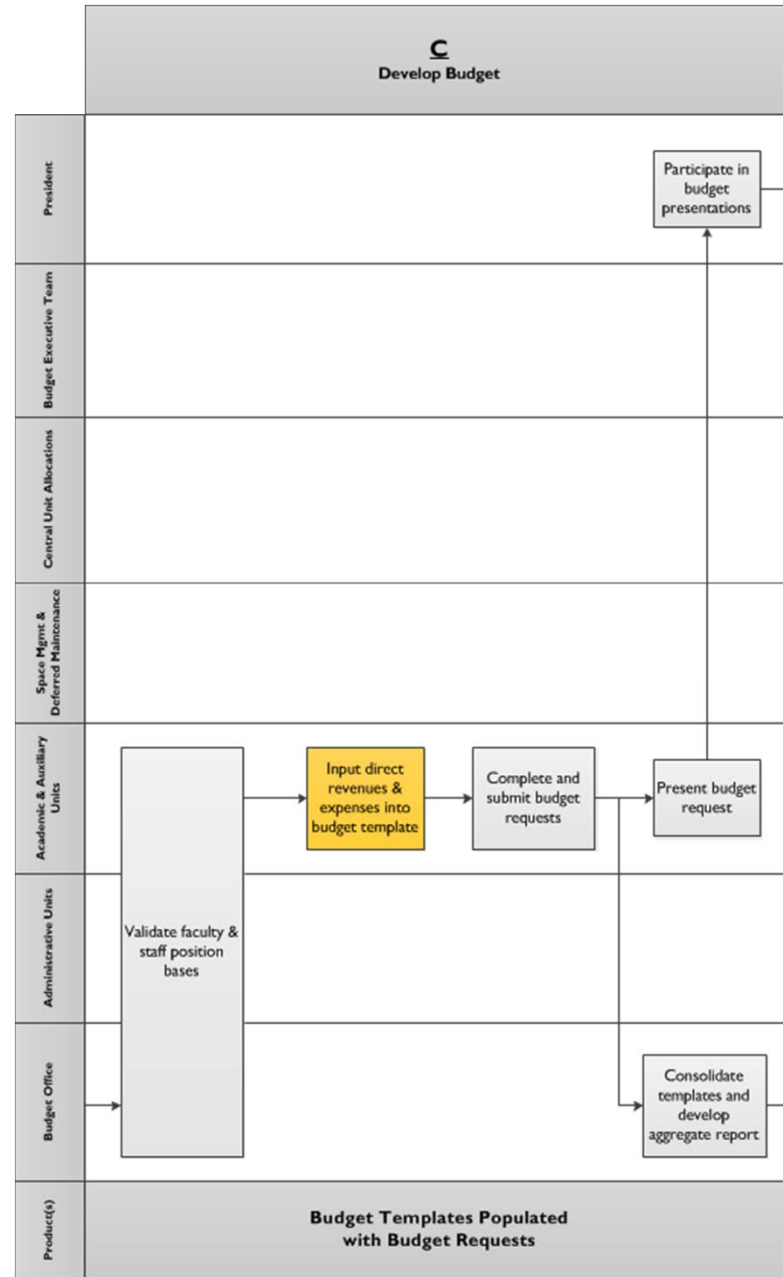 C
Develop Budget
President
Participate in
budget
presentations
Budget Executive Team
Central Unit Allocations
Space Mgmt &
Deferred Maintenance
Academic & Auxiliary
Units
Input direct
revenues &
expenses into
budget template
Complete and
submit budget
requests
Present budget
request
Administrative Units
Validate faculty &
staff position
bases
Budget Office
Consolidate
templates and
develop
aggregate report
Product(s)
Budget Templates Populated
with Budget Requests